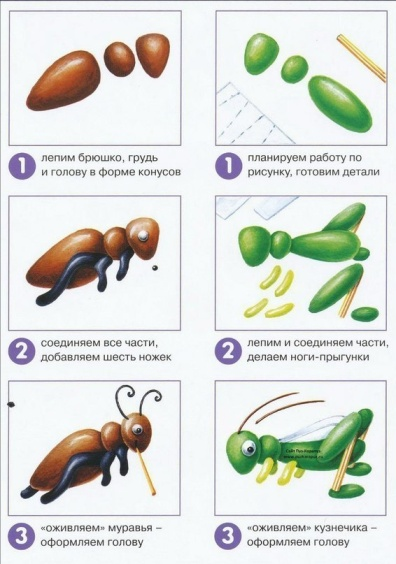 1 лепим брюшко, грудь
и голову в форме конусов
1 планируем работу по
рисунку, готовим детали
2 соединяем все части,
добавляем шесть ножек
2 лепим и соединяем части,
делаем ноги-прыгунки
3 «оживляем» муравья –
оформляем голову
3 «оживляем» кузнечика –
оформляем голову